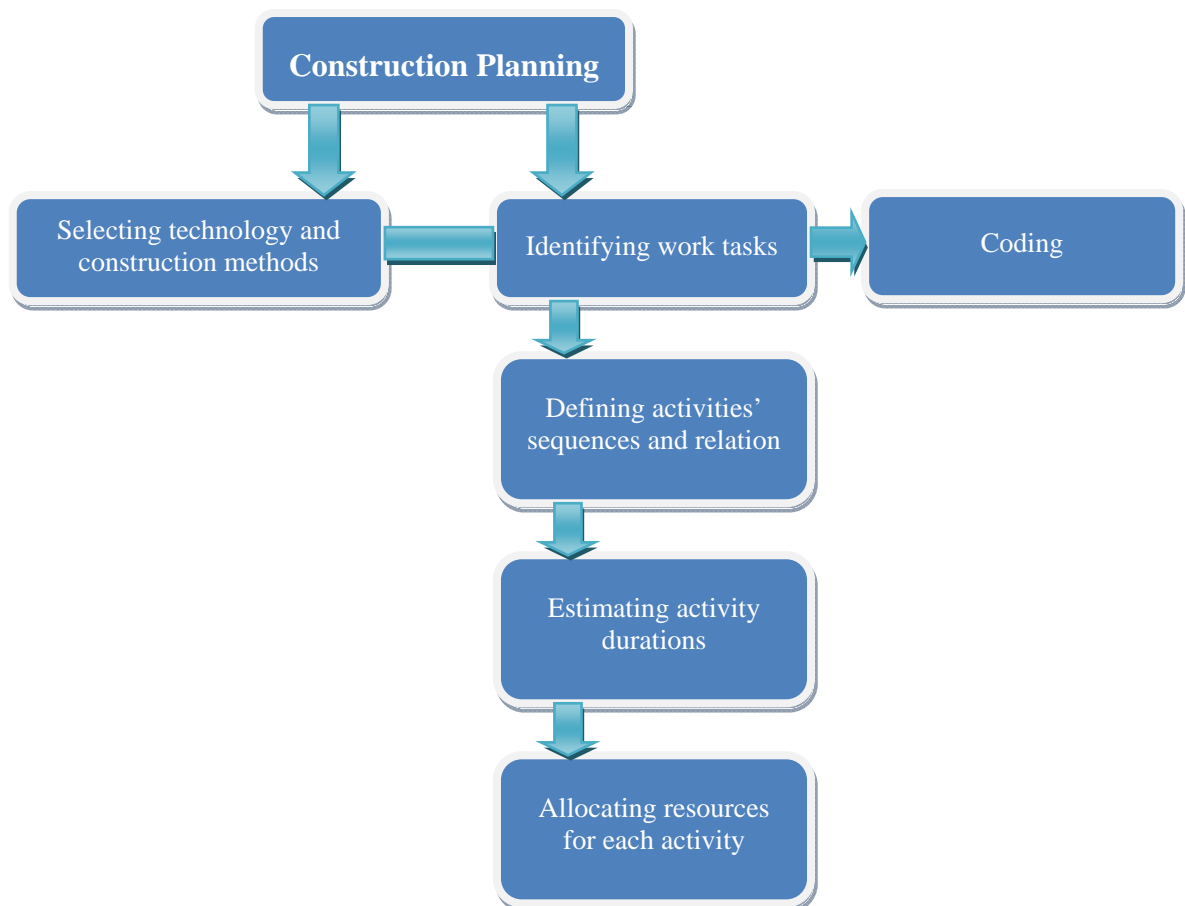 Construction Planning
Selecting technology and
construction methods
Identifying work tasks
Coding
Defining activities’
sequences and relation
Estimating activity
durations
Allocating resources
for each activity